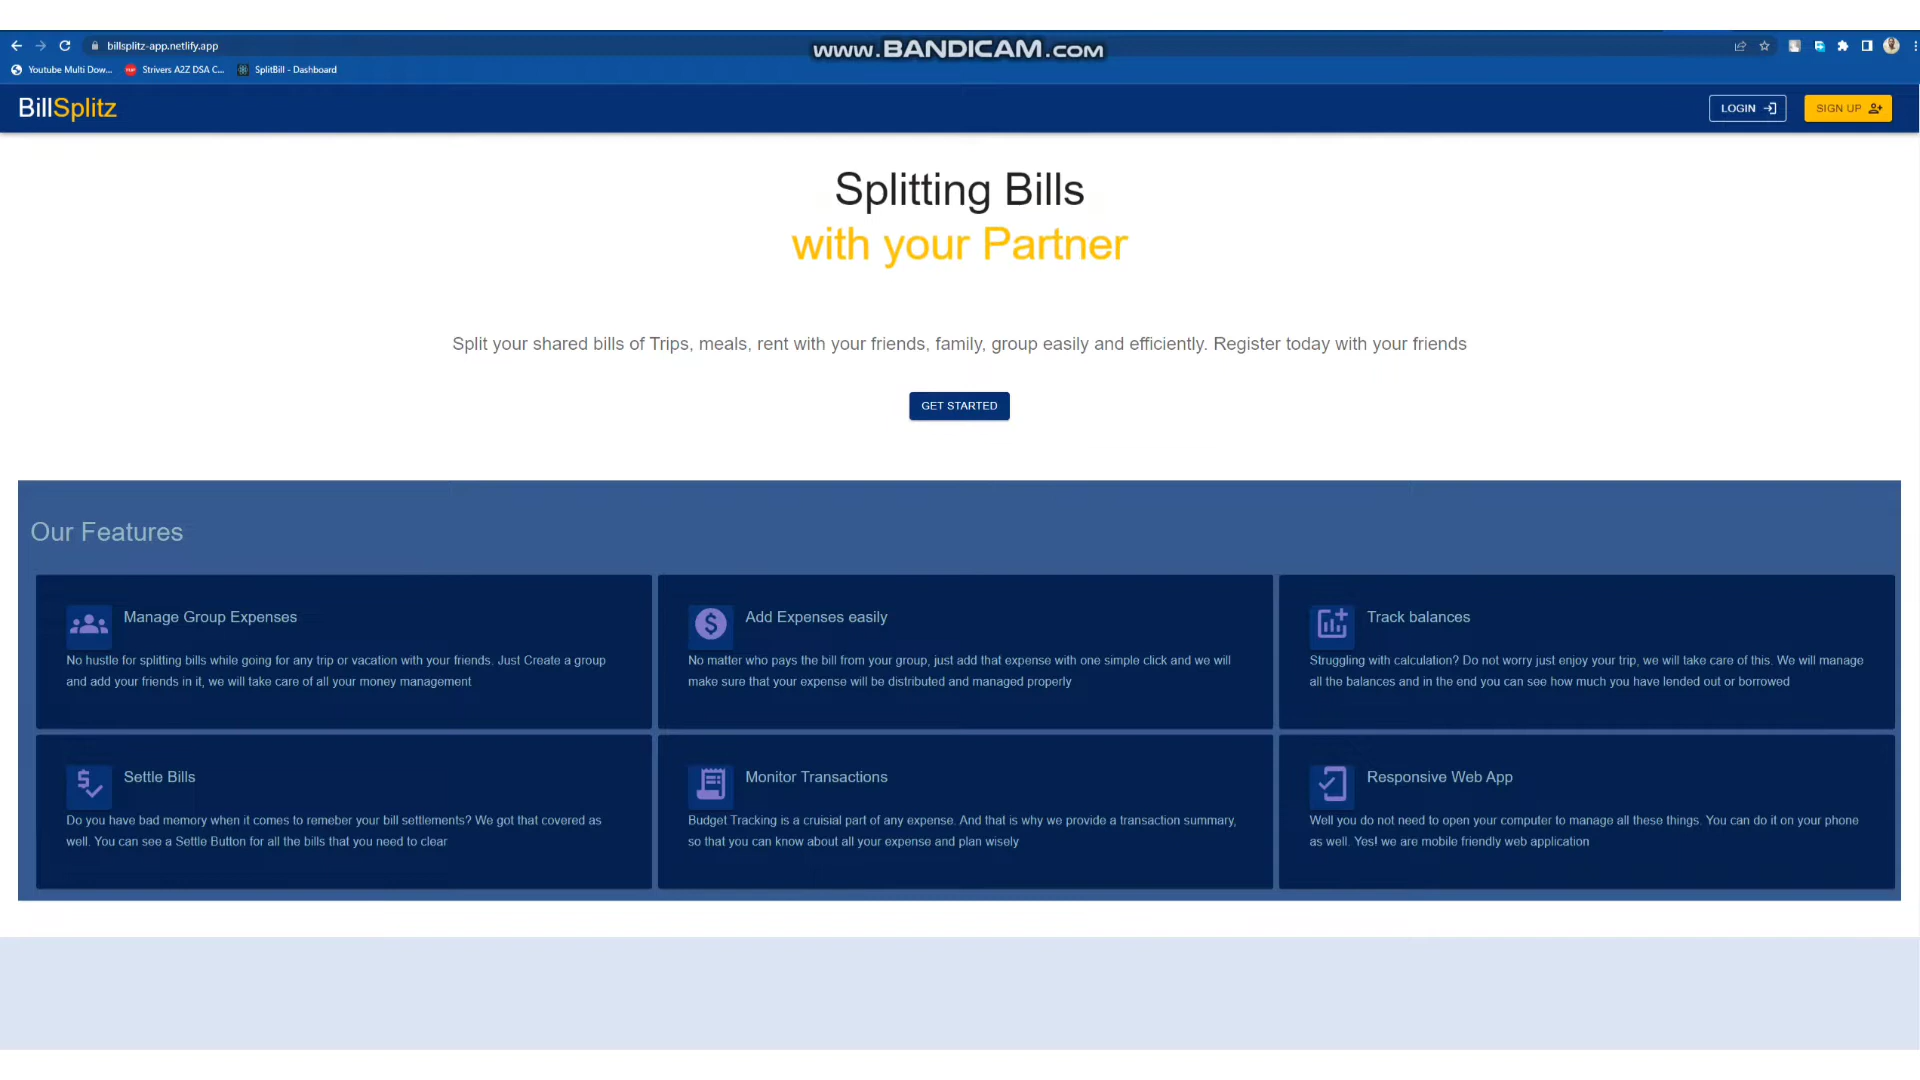 billsplitz-app.netlify.app
www.BANDICAM.com
Youtube Multi Dow... Strivers A2Z DSA C... SplitBill - Dashboard
BillSplitz
LOGIN
SIGN UP
Splitting Bills
with your Partner
Split your shared bills of Trips, meals, rent with your friends, family, group easily and efficiently. Register today with your friends
GET STARTED
Our Features
Manage Group Expenses
No hustle for splitting bills while going for any trip or vacation with your friends. Just Create a group
and add your friends in it, we will take care of all your money management
Add Expenses easily
No matter who pays the bill from your group, just add that expense with one simple click and we will
make sure that your expense will be distributed and managed properly
Track balances
Struggling with calculation? Do not worry just enjoy your trip, we will take care of this. We will manage
all the balances and in the end you can see how much you have lended out or borrowed
Settle Bills
Do you have bad memory when it comes to remeber your bill settlements? We got that covered as
well. You can see a Settle Button for all the bills that you need to clear
Monitor Transactions
Budget Tracking is a cruisial part of any expense. And that is why we provide a transaction summary,
so that you can know about all your expense and plan wisely
Responsive Web App
Well you do not need to open your computer to manage all these things. You can do it on your phone
as well. Yes! we are mobile friendly web application